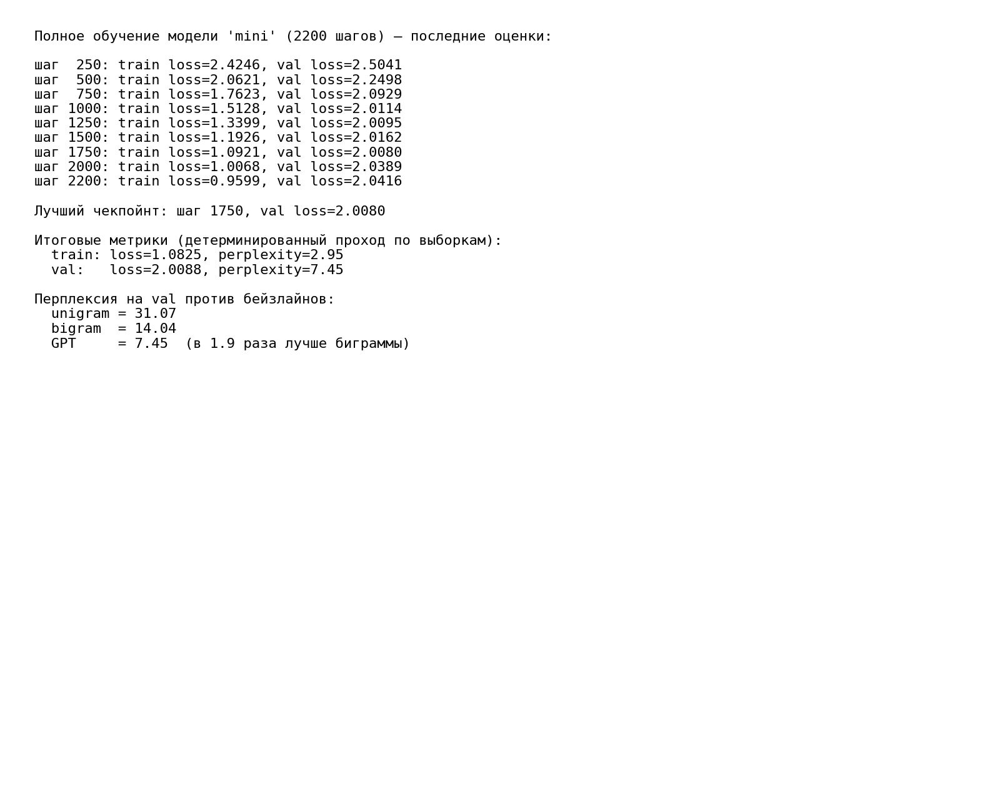 Полное обучение модели 'mini' (2200 шагов) — последние оценки:
шаг  250: train loss=2.4246, val loss=2.5041
шаг  500: train loss=2.0621, val loss=2.2498
шаг  750: train loss=1.7623, val loss=2.0929
шаг 1000: train loss=1.5128, val loss=2.0114
шаг 1250: train loss=1.3399, val loss=2.0095
шаг 1500: train loss=1.1926, val loss=2.0162
шаг 1750: train loss=1.0921, val loss=2.0080
шаг 2000: train loss=1.0068, val loss=2.0389
шаг 2200: train loss=0.9599, val loss=2.0416
Лучший чекпойнт: шаг 1750, val loss=2.0080
Итоговые метрики (детерминированный проход по выборкам):
  train: loss=1.0825, perplexity=2.95
  val:   loss=2.0088, perplexity=7.45
Перплексия на val против бейзлайнов:
  unigram = 31.07
  bigram  = 14.04
  GPT     = 7.45  (в 1.9 раза лучше биграммы)